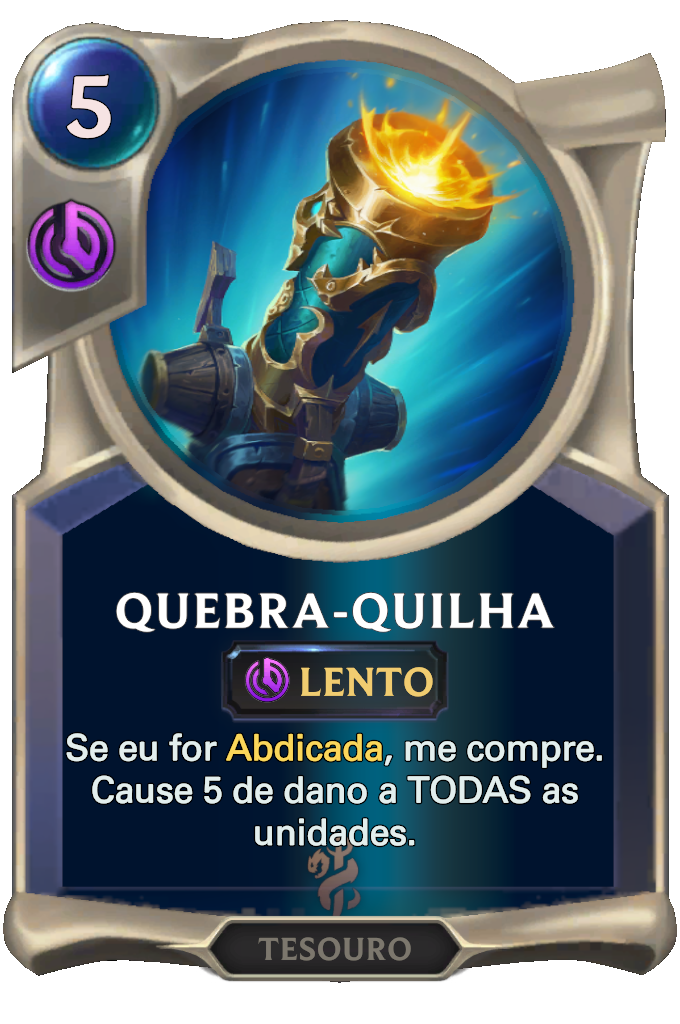 5
QUEBRA-QUILHA
LENTO
Se eu for Abdicada, me compre.
Cause 5 de dano a TODAS as
unidades.
TESOURO